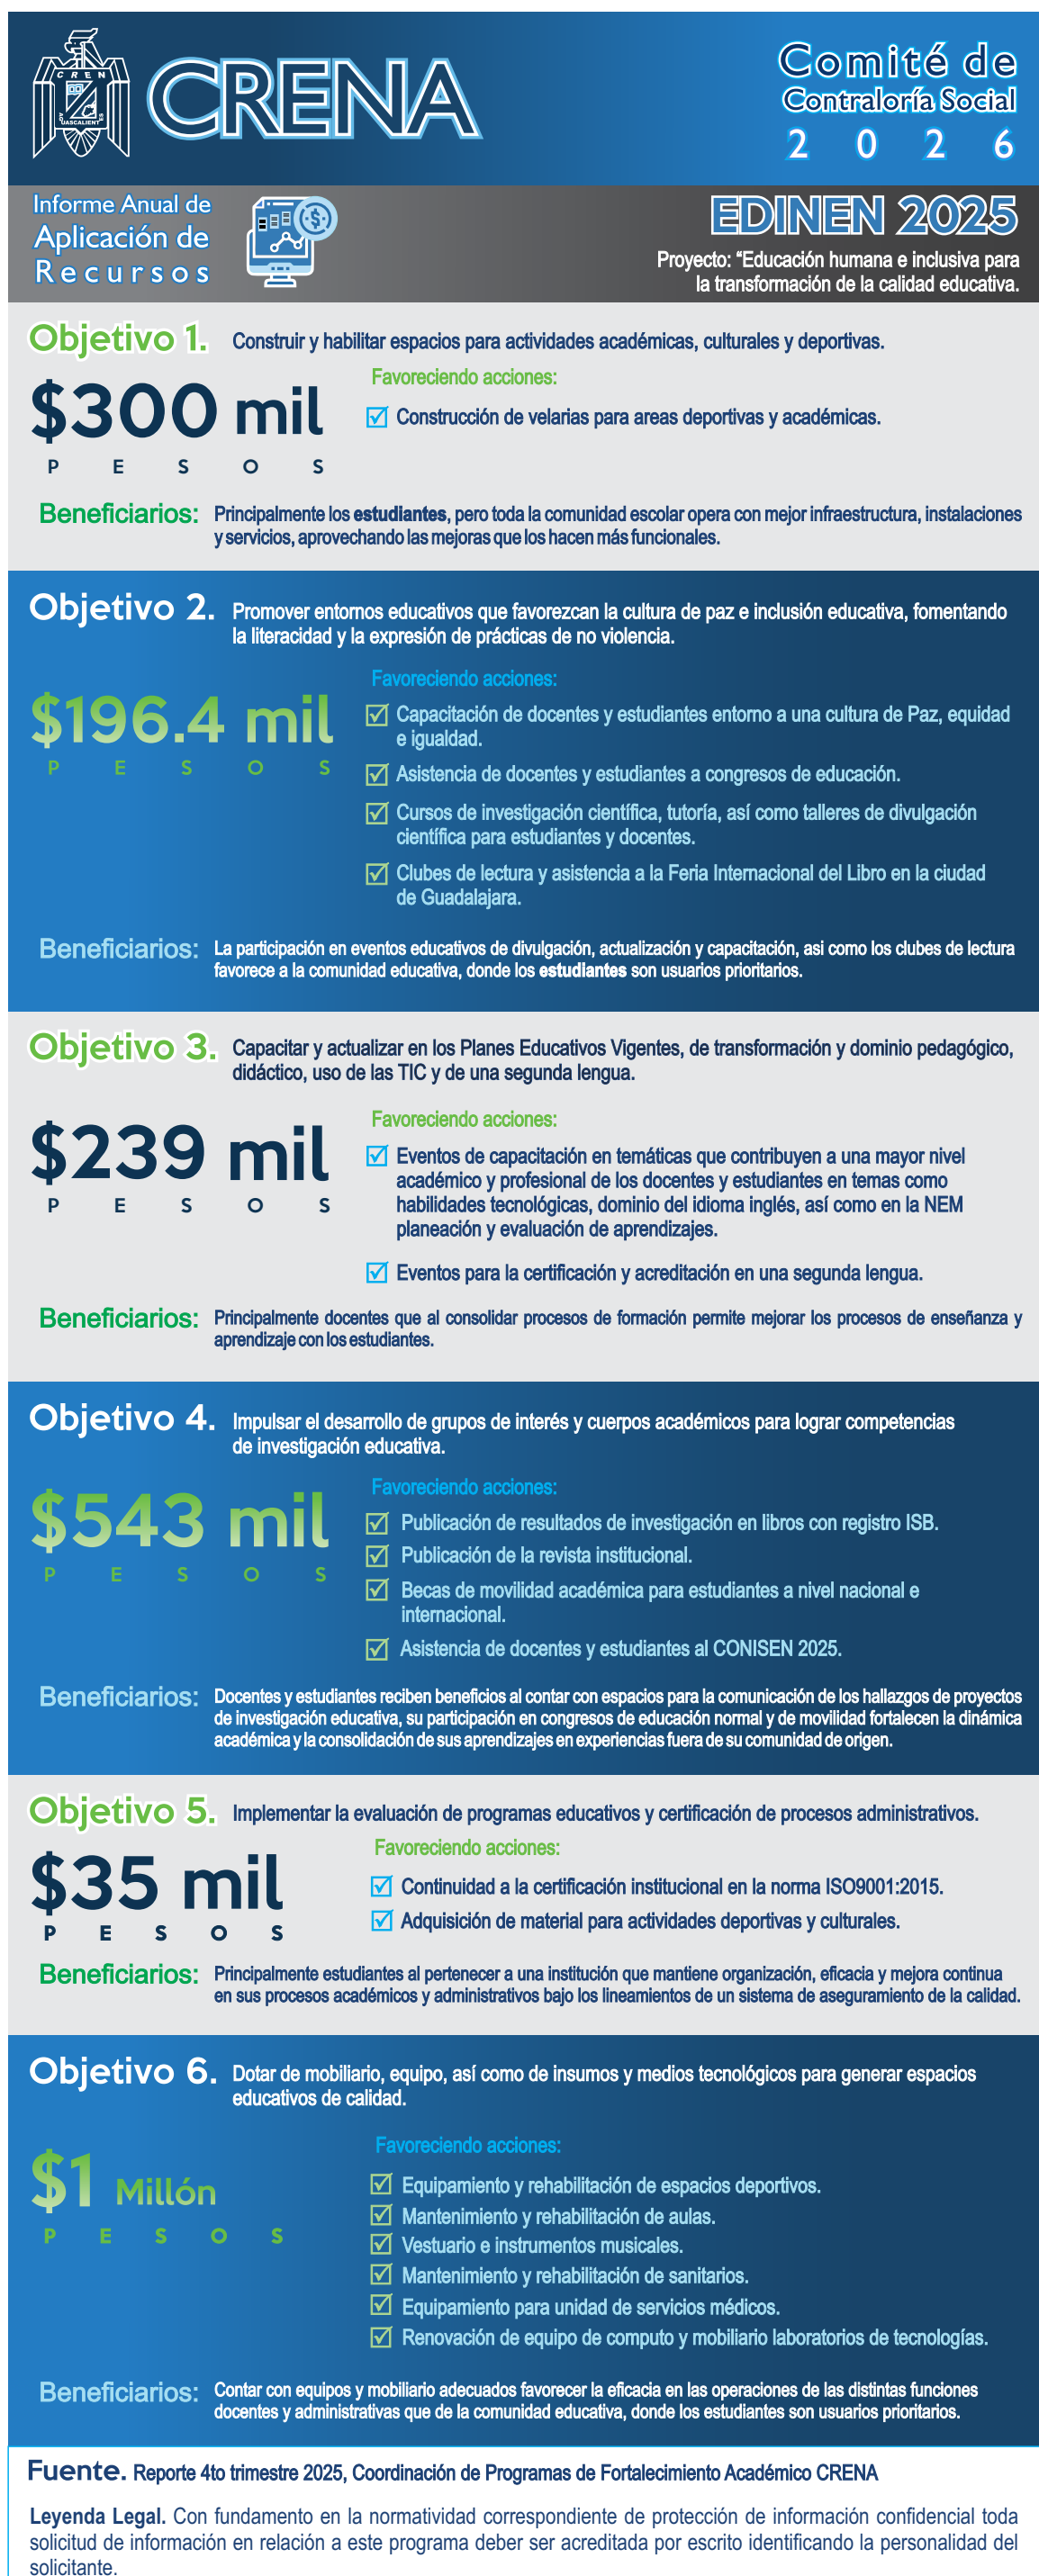 CREN
AGUASCALIENTES
CRENA
Comité de
Contraloría Social
2026
Informe Anual de
Aplicación de
Recursos
EDINEN 2025
Proyecto: “Educación humana e inclusiva para
la transformación de la calidad educativa.
Objetivo 1. Construir y habilitar espacios para actividades académicas, culturales y deportivas.
$300 mil
PESOS
Favoreciendo acciones:
Construcción de velarias para areas deportivas y académicas.
Beneficiarios: Principalmente los estudiantes, pero toda la comunidad escolar opera con mejor infraestructura, instalaciones
y servicios, aprovechando las mejoras que los hacen más funcionales.
Objetivo 2. Promover entornos educativos que favorezcan la cultura de paz e inclusión educativa, fomentando
la literacidad y la expresión de prácticas de no violencia.
$196.4 mil
PESOS
Favoreciendo acciones:
Capacitación de docentes y estudiantes entorno a una cultura de Paz, equidad
e igualdad.
Asistencia de docentes y estudiantes a congresos de educación.
Cursos de investigación científica, tutoría, así como talleres de divulgación
científica para estudiantes y docentes.
Clubes de lectura y asistencia a la Feria Internacional del Libro en la ciudad
de Guadalajara.
Beneficiarios: La participación en eventos educativos de divulgación, actualización y capacitación, asi como los clubes de lectura
favorece a la comunidad educativa, donde los estudiantes son usuarios prioritarios.
Objetivo 3. Capacitar y actualizar en los Planes Educativos Vigentes, de transformación y dominio pedagógico,
didáctico, uso de las TIC y de una segunda lengua.
$239 mil
PESOS
Favoreciendo acciones:
Eventos de capacitación en temáticas que contribuyen a una mayor nivel
académico y profesional de los docentes y estudiantes en temas como
habilidades tecnológicas, dominio del idioma inglés, así como en la NEM
planeación y evaluación de aprendizajes.
Eventos para la certificación y acreditación en una segunda lengua.
Beneficiarios: Principalmente docentes que al consolidar procesos de formación permite mejorar los procesos de enseñanza y
aprendizaje con los estudiantes.
Objetivo 4. Impulsar el desarrollo de grupos de interés y cuerpos académicos para lograr competencias
de investigación educativa.
$543 mil
PESOS
Favoreciendo acciones:
Publicación de resultados de investigación en libros con registro ISB.
Publicación de la revista institucional.
Becas de movilidad académica para estudiantes a nivel nacional e
internacional.
Asistencia de docentes y estudiantes al CONISEN 2025.
Beneficiarios: Docentes y estudiantes reciben beneficios al contar con espacios para la comunicación de los hallazgos de proyectos
de investigación educativa, su participación en congresos de educación normal y de movilidad fortalecen la dinámica
académica y la consolidación de sus aprendizajes en experiencias fuera de su comunidad de origen.
Objetivo 5. Implementar la evaluación de programas educativos y certificación de procesos administrativos.
$35 mil
PESOS
Favoreciendo acciones:
Continuidad a la certificación institucional en la norma ISO9001:2015.
Adquisición de material para actividades deportivas y culturales.
Beneficiarios: Principalmente estudiantes al pertenecer a una institución que mantiene organización, eficacia y mejora continua
en sus procesos académicos y administrativos bajo los lineamientos de un sistema de aseguramiento de la calidad.
Objetivo 6. Dotar de mobiliario, equipo, así como de insumos y medios tecnológicos para generar espacios
educativos de calidad.
$1 Millón
PESOS
Favoreciendo acciones:
Equipamiento y rehabilitación de espacios deportivos.
Mantenimiento y rehabilitación de aulas.
Vestuario e instrumentos musicales.
Mantenimiento y rehabilitación de sanitarios.
Equipamiento para unidad de servicios médicos.
Renovación de equipo de computo y mobiliario laboratorios de tecnologías.
Beneficiarios: Contar con equipos y mobiliario adecuados favorecer la eficacia en las operaciones de las distintas funciones
docentes y administrativas que de la comunidad educativa, donde los estudiantes son usuarios prioritarios.
Fuente. Reporte 4to trimestre 2025, Coordinación de Programas de Fortalecimiento Académico CRENA
Leyenda Legal. Con fundamento en la normatividad correspondiente de protección de información confidencial toda
solicitud de información en relación a este programa deber ser acreditada por escrito identificando la personalidad del
solicitante.